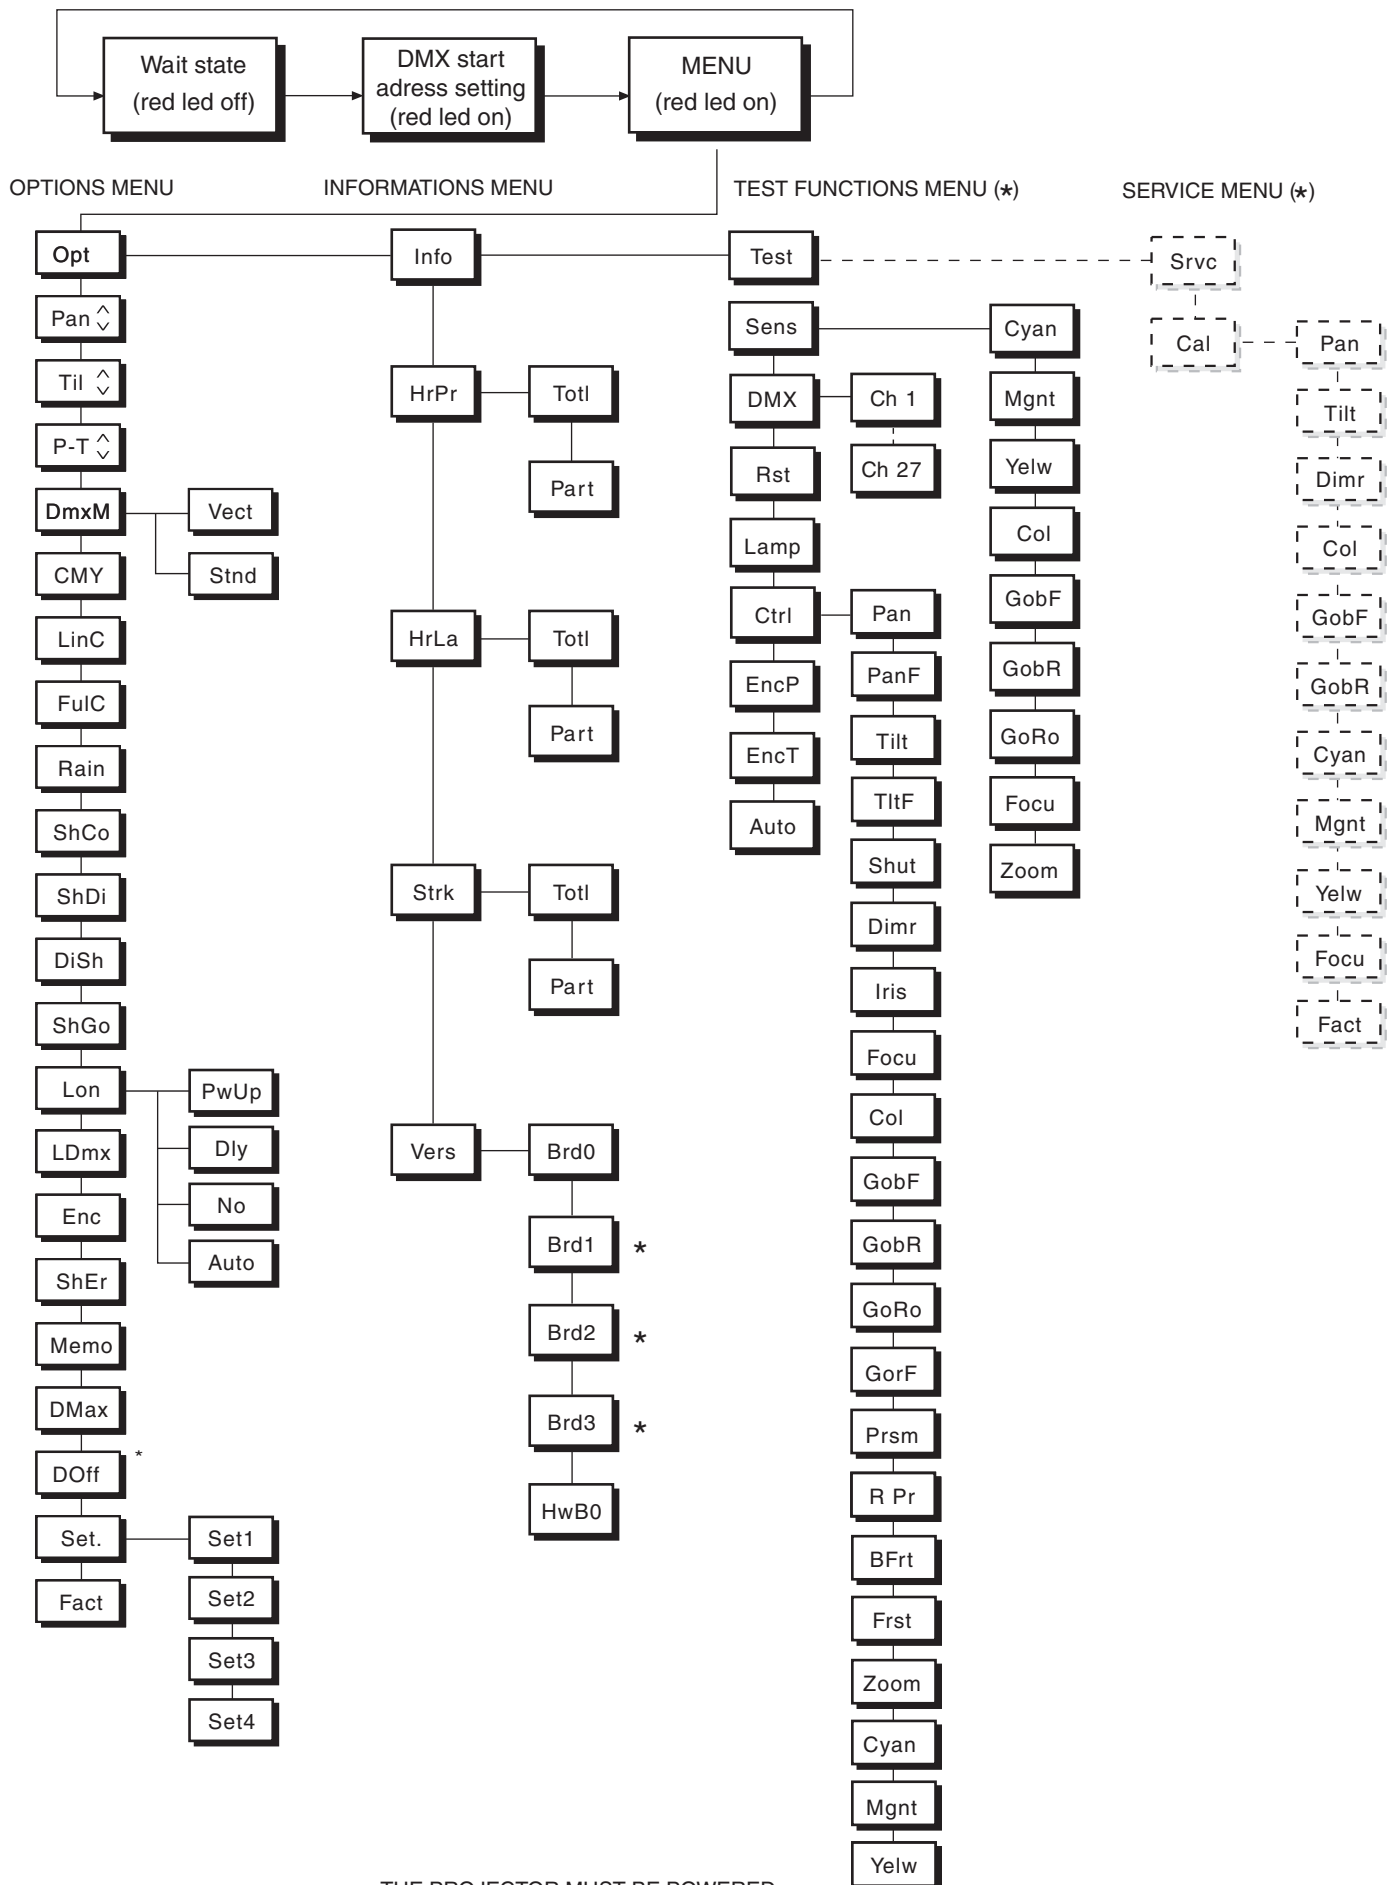 Wait state
(red led off)
DMX start
adress setting
(red led on)
MENU
(red led on)
OPTIONS MENU
INFORMATIONS MENU
TEST FUNCTIONS MENU (*)
SERVICE MENU (*)
Opt
Pan
Til
P-T
DmxM
Vect
Stnd
CMY
LinC
FulC
Rain
ShCo
ShDi
DiSh
ShGo
Lon
PwUp
Dly
No
Auto
LDmx
Enc
ShEr
Memo
DMax
DOff *
Set.
Set1
Set2
Set3
Set4
Fact
Info
HrPr
Totl
Part
HrLa
Totl
Part
Strk
Totl
Part
Vers
Brd0
Brd1 *
Brd2 *
Brd3 *
HwB0
Test
Sens
Cyan
Mgnt
Yelw
Col
GobF
GobR
GoRo
Focu
Zoom
DMX
Ch 1
Ch 27
Rst
Lamp
Ctrl
Pan
PanF
Tilt
TltF
Shut
Dimr
Iris
Focu
Col
GobF
GobR
GoRo
GorF
Prsm
R Pr
BFrt
Frst
Zoom
Cyan
Mgnt
Yelw
EncP
EncT
Auto
Srvc
Cal
Pan
Tilt
Dimr
Col
GobF
GobR
Cyan
Mgnt
Yelw
Focu
Fact
THE PROJECTOR MUST BE POWERED